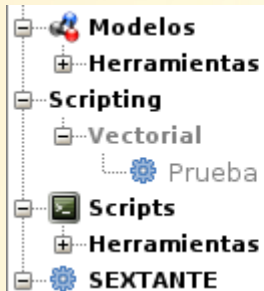 Modelos
Herramientas
Scripting
Vectorial
Prueba
Scripts
Herramientas
SEXTANTE